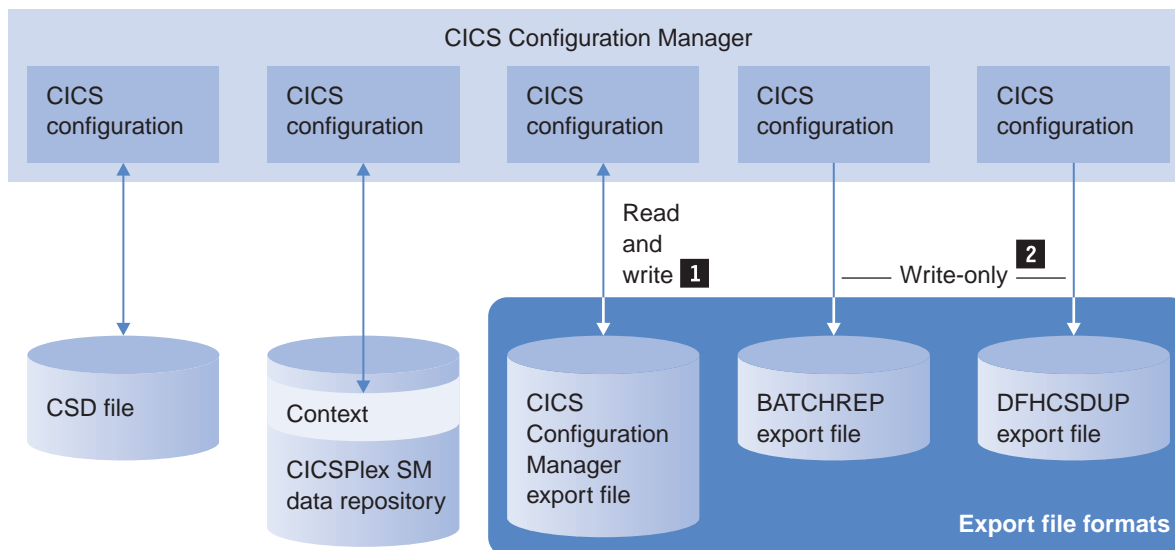 CICS Configuration Manager
CICS
configuration
CICS
configuration
CICS
configuration
CICS
configuration
CICS
configuration
Read
and
write 1
Write-only 2
CSD file
Context
CICSPlex SM
data repository
CICS
Configuration
Manager
export file
BATCHREP
export file
DFHCSDUP
export file
Export file formats